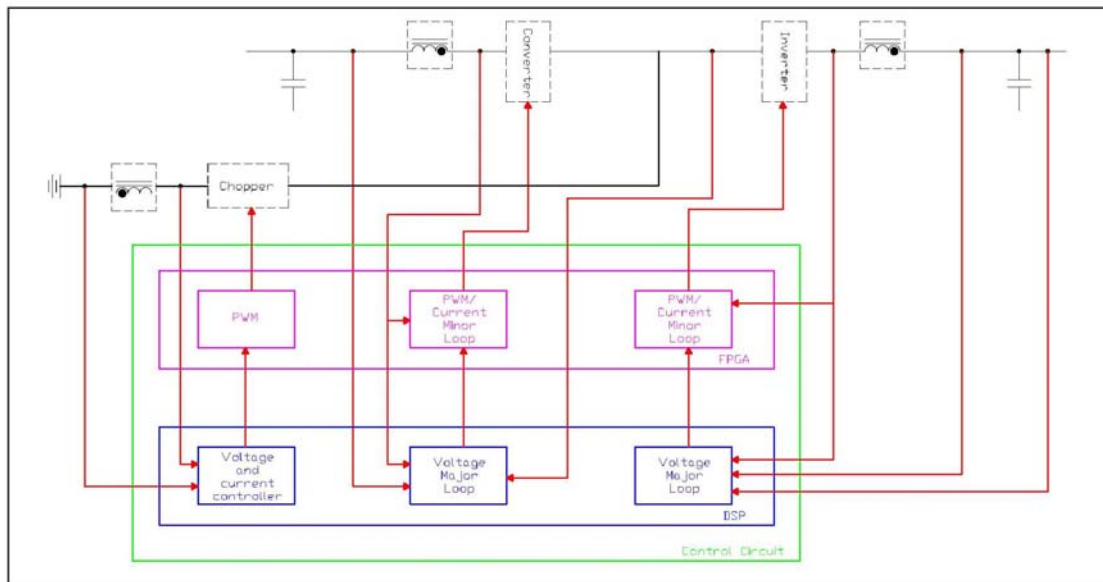 Converter
Inverter
Chopper
PWM
PWM/
Current
Minor
Loop
PWM/
Current
Minor
Loop
FPGA
Voltage
and
current
controller
Voltage
Major
Loop
Voltage
Major
Loop
DSP
Control Circuit